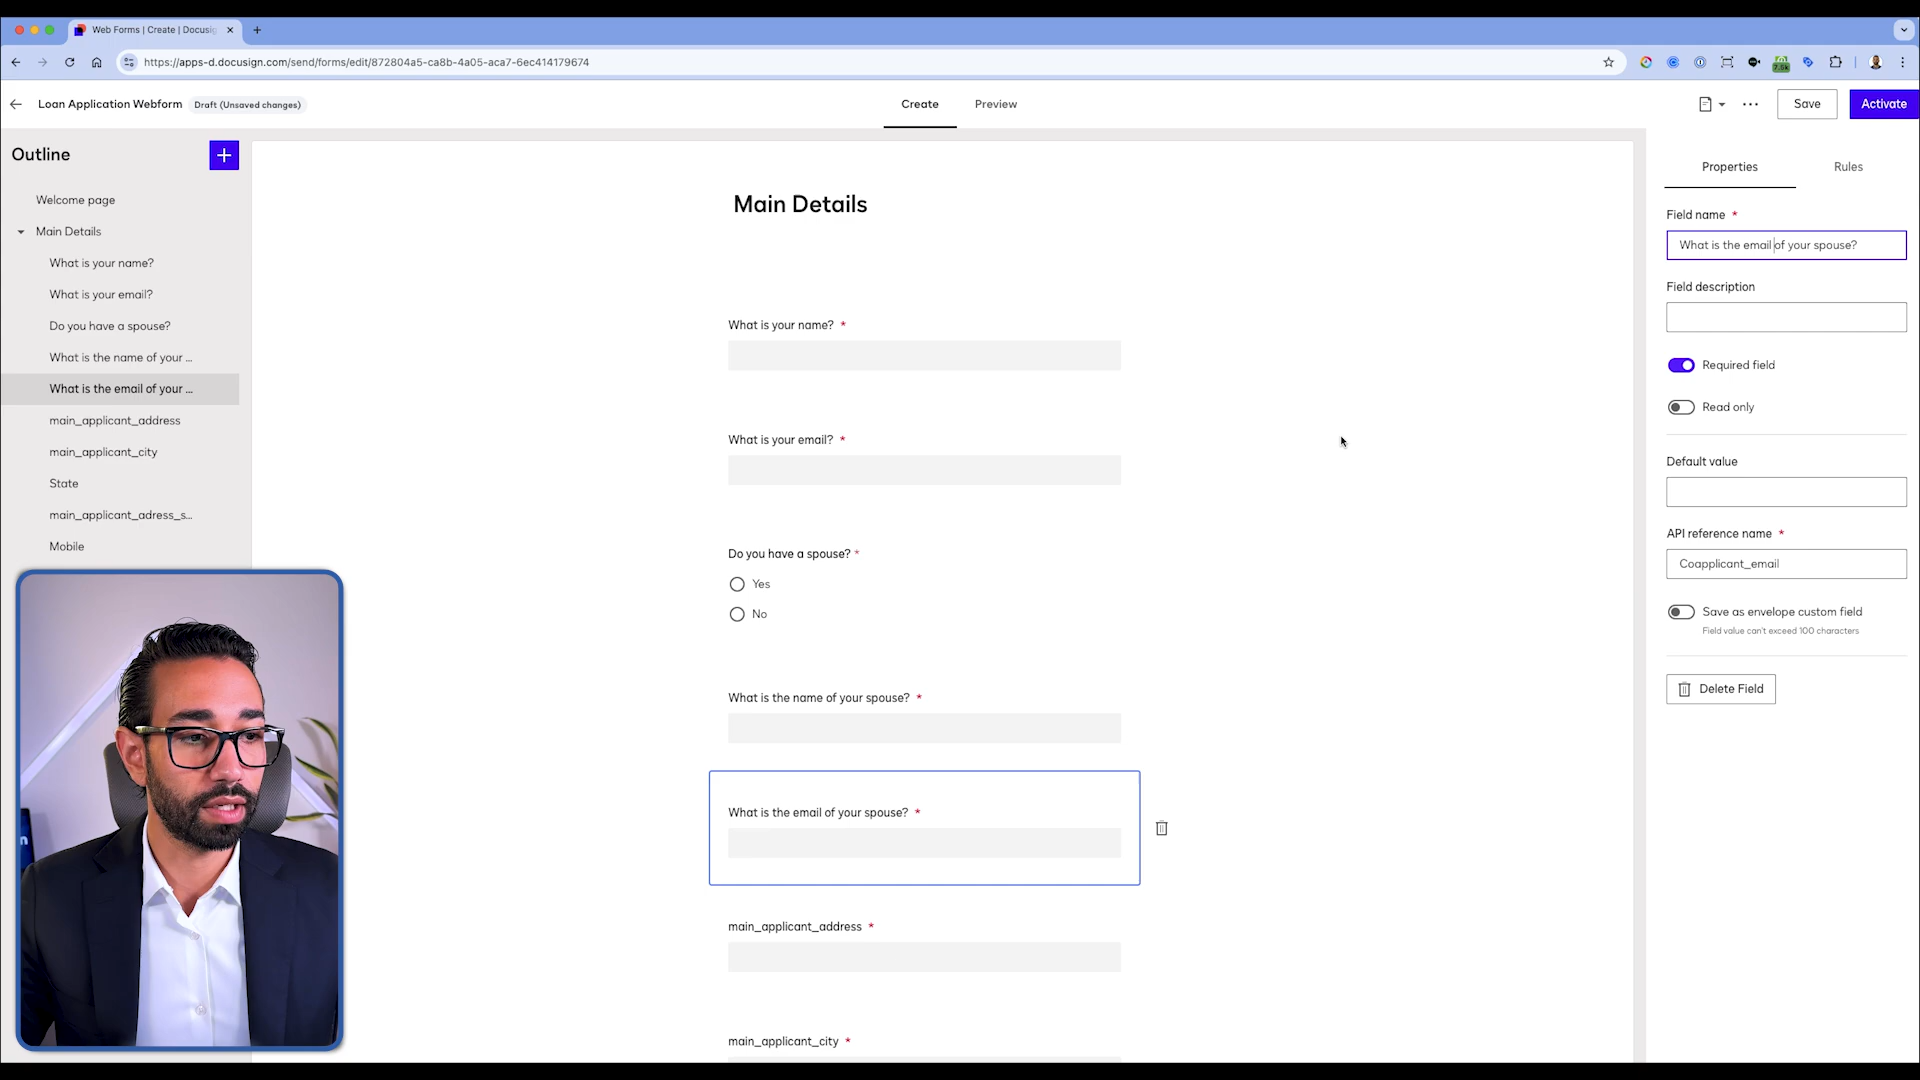 Web Forms | Create | Docusig
https://apps-d.docusign.com/send/forms/edit/872804a5-ca8b-4a05-aca7-6ec414179674
Loan Application Webform
Draft (Unsaved changes)
Create
Preview
Save
Activate
Outline
Welcome page
Main Details
What is your name?
What is your email?
Do you have a spouse?
What is the name of your ...
What is the email of your ...
main_applicant_address
main_applicant_city
State
main_applicant_adress_s...
Mobile
Main Details
What is your name? *
What is your email? *
Do you have a spouse? *
Yes
No
What is the name of your spouse? *
What is the email of your spouse? *
main_applicant_address *
main_applicant_city *
Properties
Rules
Field name *
What is the email of your spouse?
Field description
Required field
Read only
Default value
API reference name *
Coapplicant_email
Save as envelope custom field
Field value can't exceed 100 characters
Delete Field